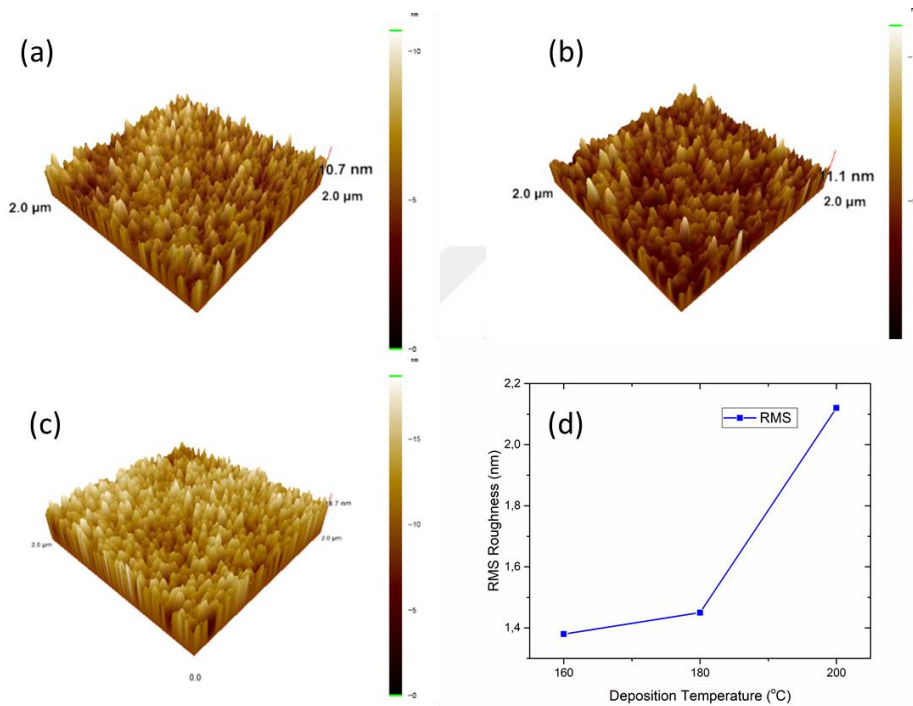 (a)
nm
-10
10.7 nm
2.0 µm
2.0 µm
-5
-0
(b)
11.1 nm
2.0 µm
2.0 µm
(c)
nm
-15
2.0 µm
2.0 µm
-10
-5
0.0
-0
(d)
RMS
2,2
2,0
1,8
1,6
1,4
RMS Roughness (nm)
160
180
200
Deposition Temperature (°C)